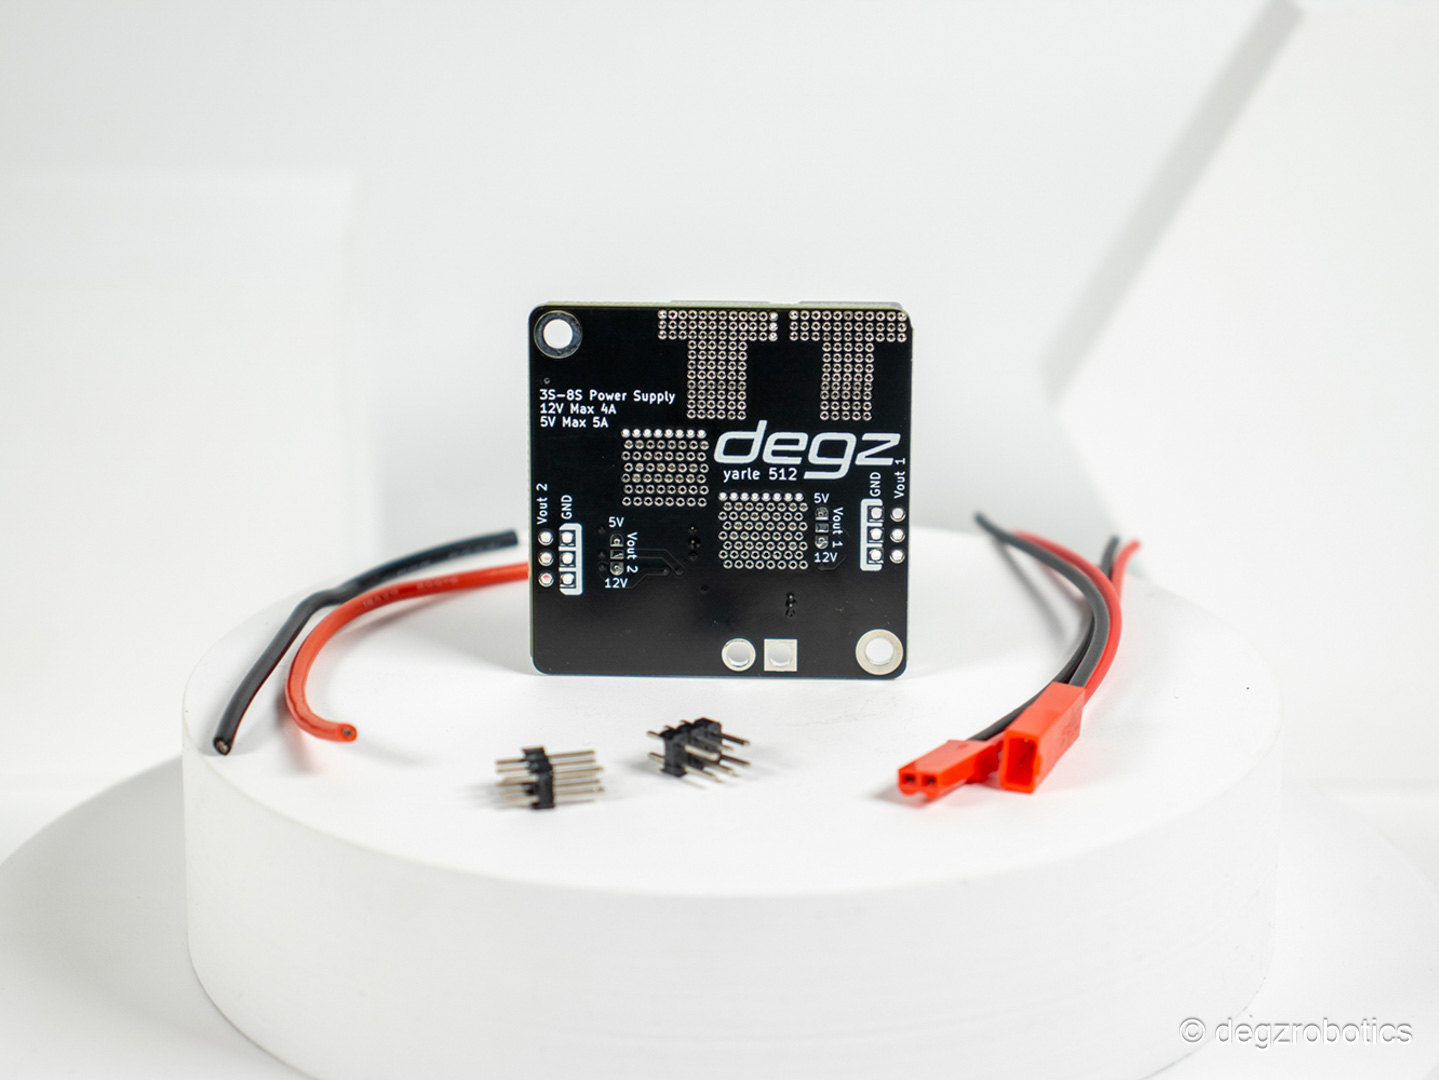 3S-8S Power Supply
12V Max 4A
5V Max 5A
degz
yarle 512
Vout 2
GND
5V
Vout 2
12V
5V
Vout 1
12V
GND
Vout 1
© degzrobotics